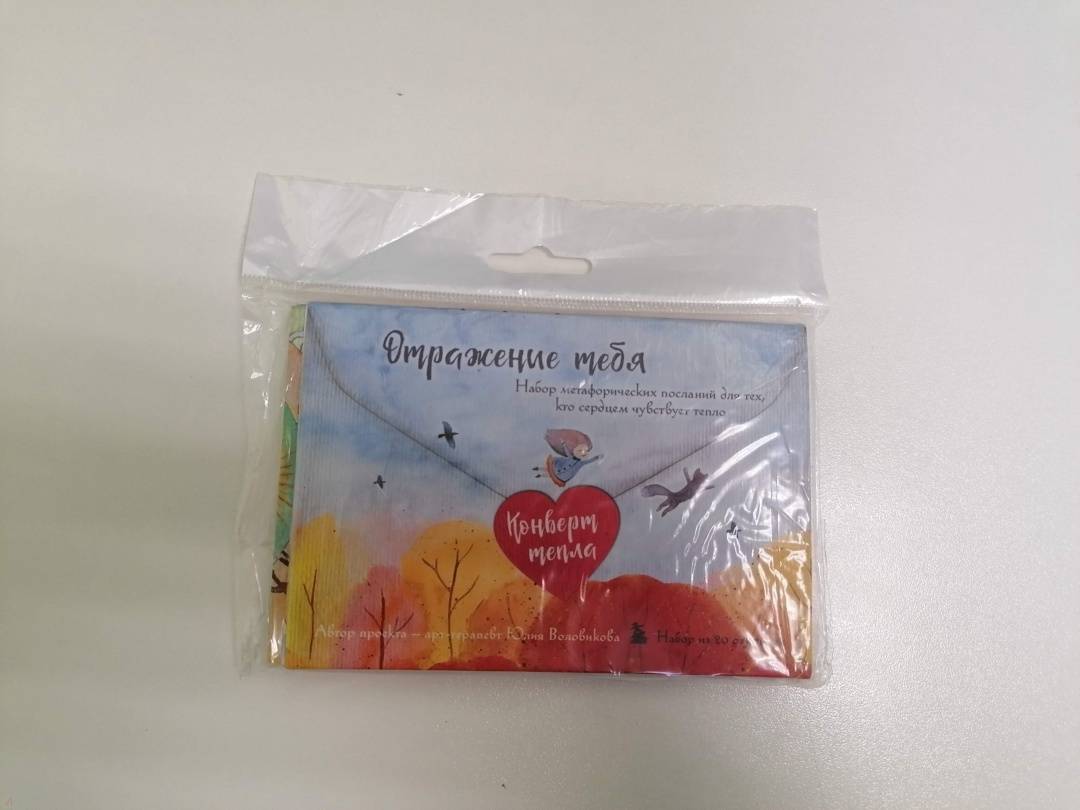 Отражение тебя
Набор метафорических посланий для тех,
кто сердцем чувствует тепло
Конверт
тепла
Автор проекта – арт-терапевт Юлия Воловикова
Набор из 20